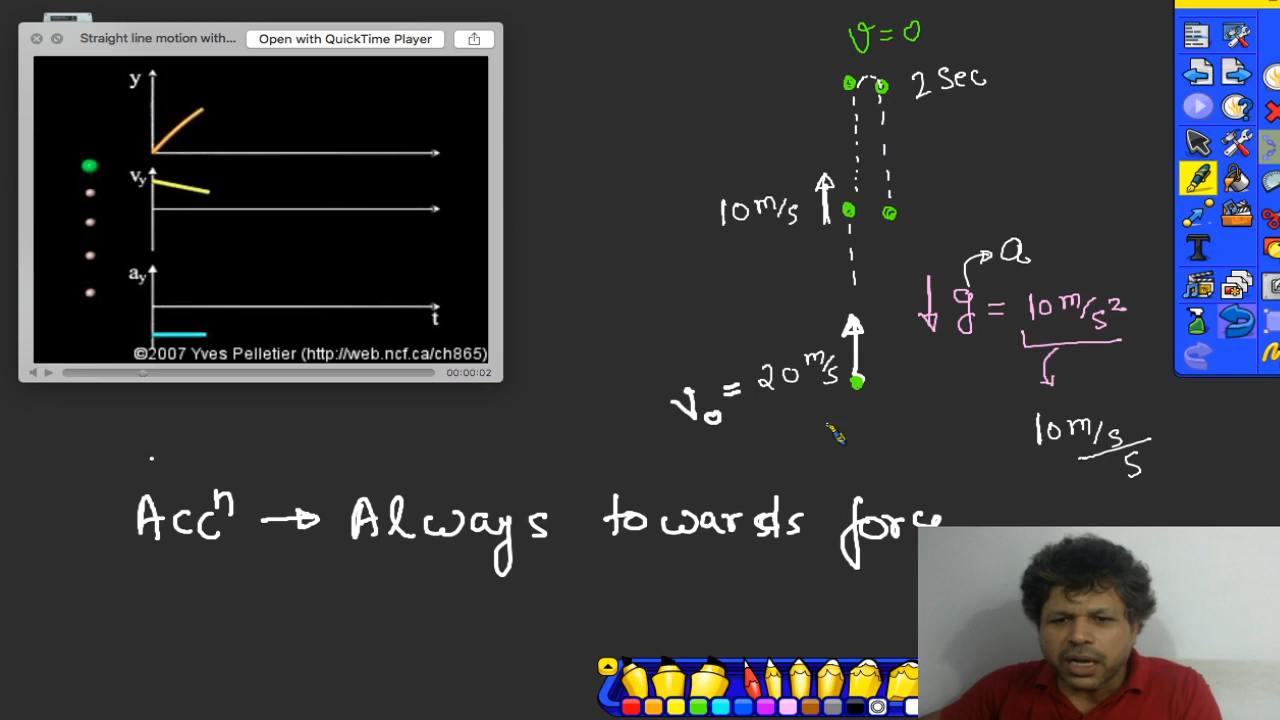 Straight line motion with...
Open with QuickTime Player
y
vy
ay
t
©2007 Yves Pelletier (http://web.ncf.ca/ch865)
00:00:02
v = 0
2 Sec
10 m/s
a
g = 10 m/s²
10 m/s/s
V₀ = 20 m/s
Accⁿ → Always towards force
T